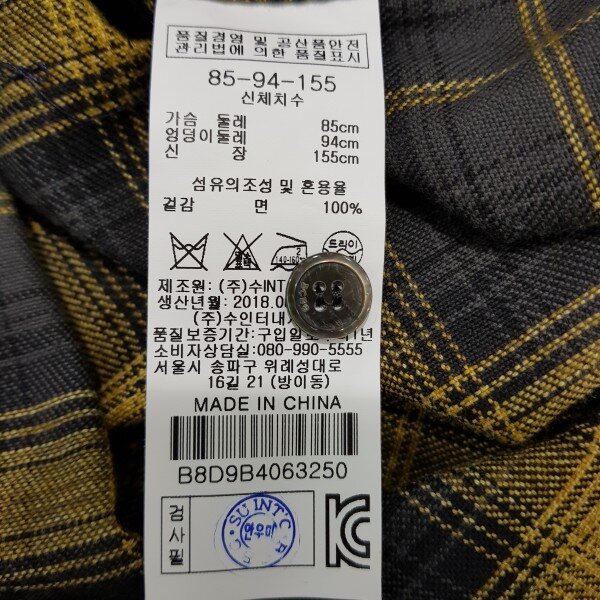 품질경영 및 공산품안전
관리법에 의한 품질표시
85-94-155
신체치수
가슴 둘레 85cm
엉덩이둘레 94cm
신 장 155cm
섬유의조성 및 혼용율
겉감 면 100%
140-160℃
드라이
제조원: (주)수INT
생산년월: 2018.0
(주)수인터내
품질보증기간: 구입일로 1년
소비자상담실:080-990-5555
서울시 송파구 위례성대로
16길 21 (방이동)
MADE IN CHINA
B8D9B4063250
검사필
SU INT'C